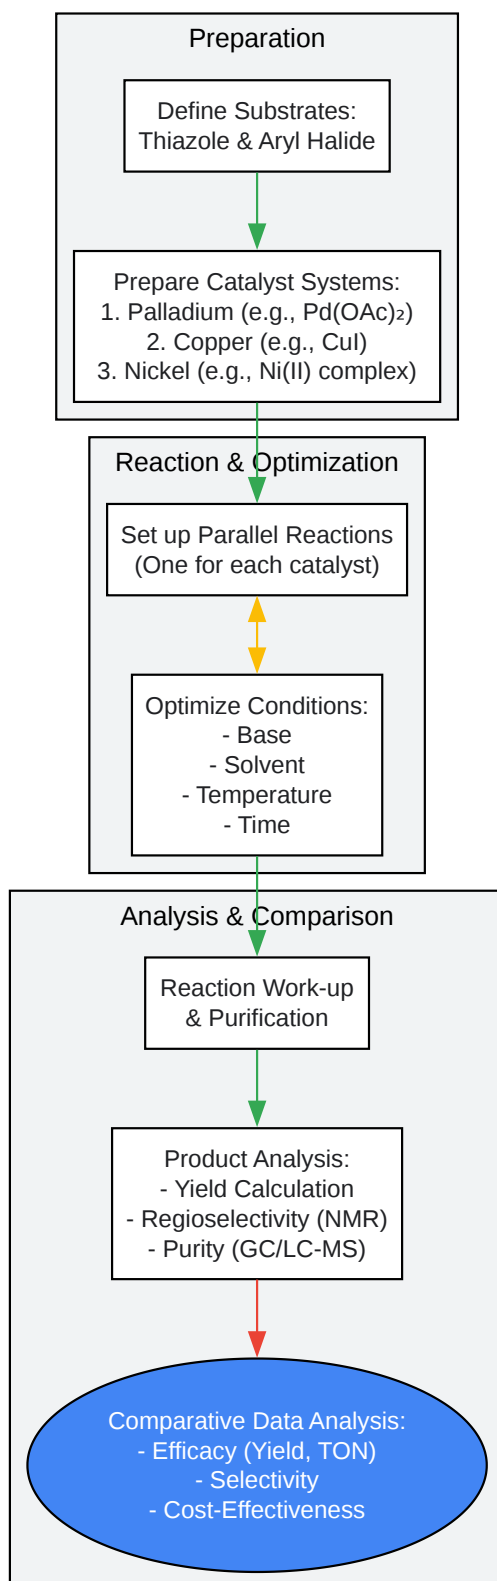 Preparation
Define Substrates:
Thiazole & Aryl Halide
Prepare Catalyst Systems:
1. Palladium (e.g., Pd(OAc)₂)
2. Copper (e.g., CuI)
3. Nickel (e.g., Ni(II) complex)
Reaction & Optimization
Set up Parallel Reactions
(One for each catalyst)
Optimize Conditions:
- Base
- Solvent
- Temperature
- Time
Analysis & Comparison
Reaction Work-up
& Purification
Product Analysis:
- Yield Calculation
- Regioselectivity (NMR)
- Purity (GC/LC-MS)
Comparative Data Analysis:
- Efficacy (Yield, TON)
- Selectivity
- Cost-Effectiveness